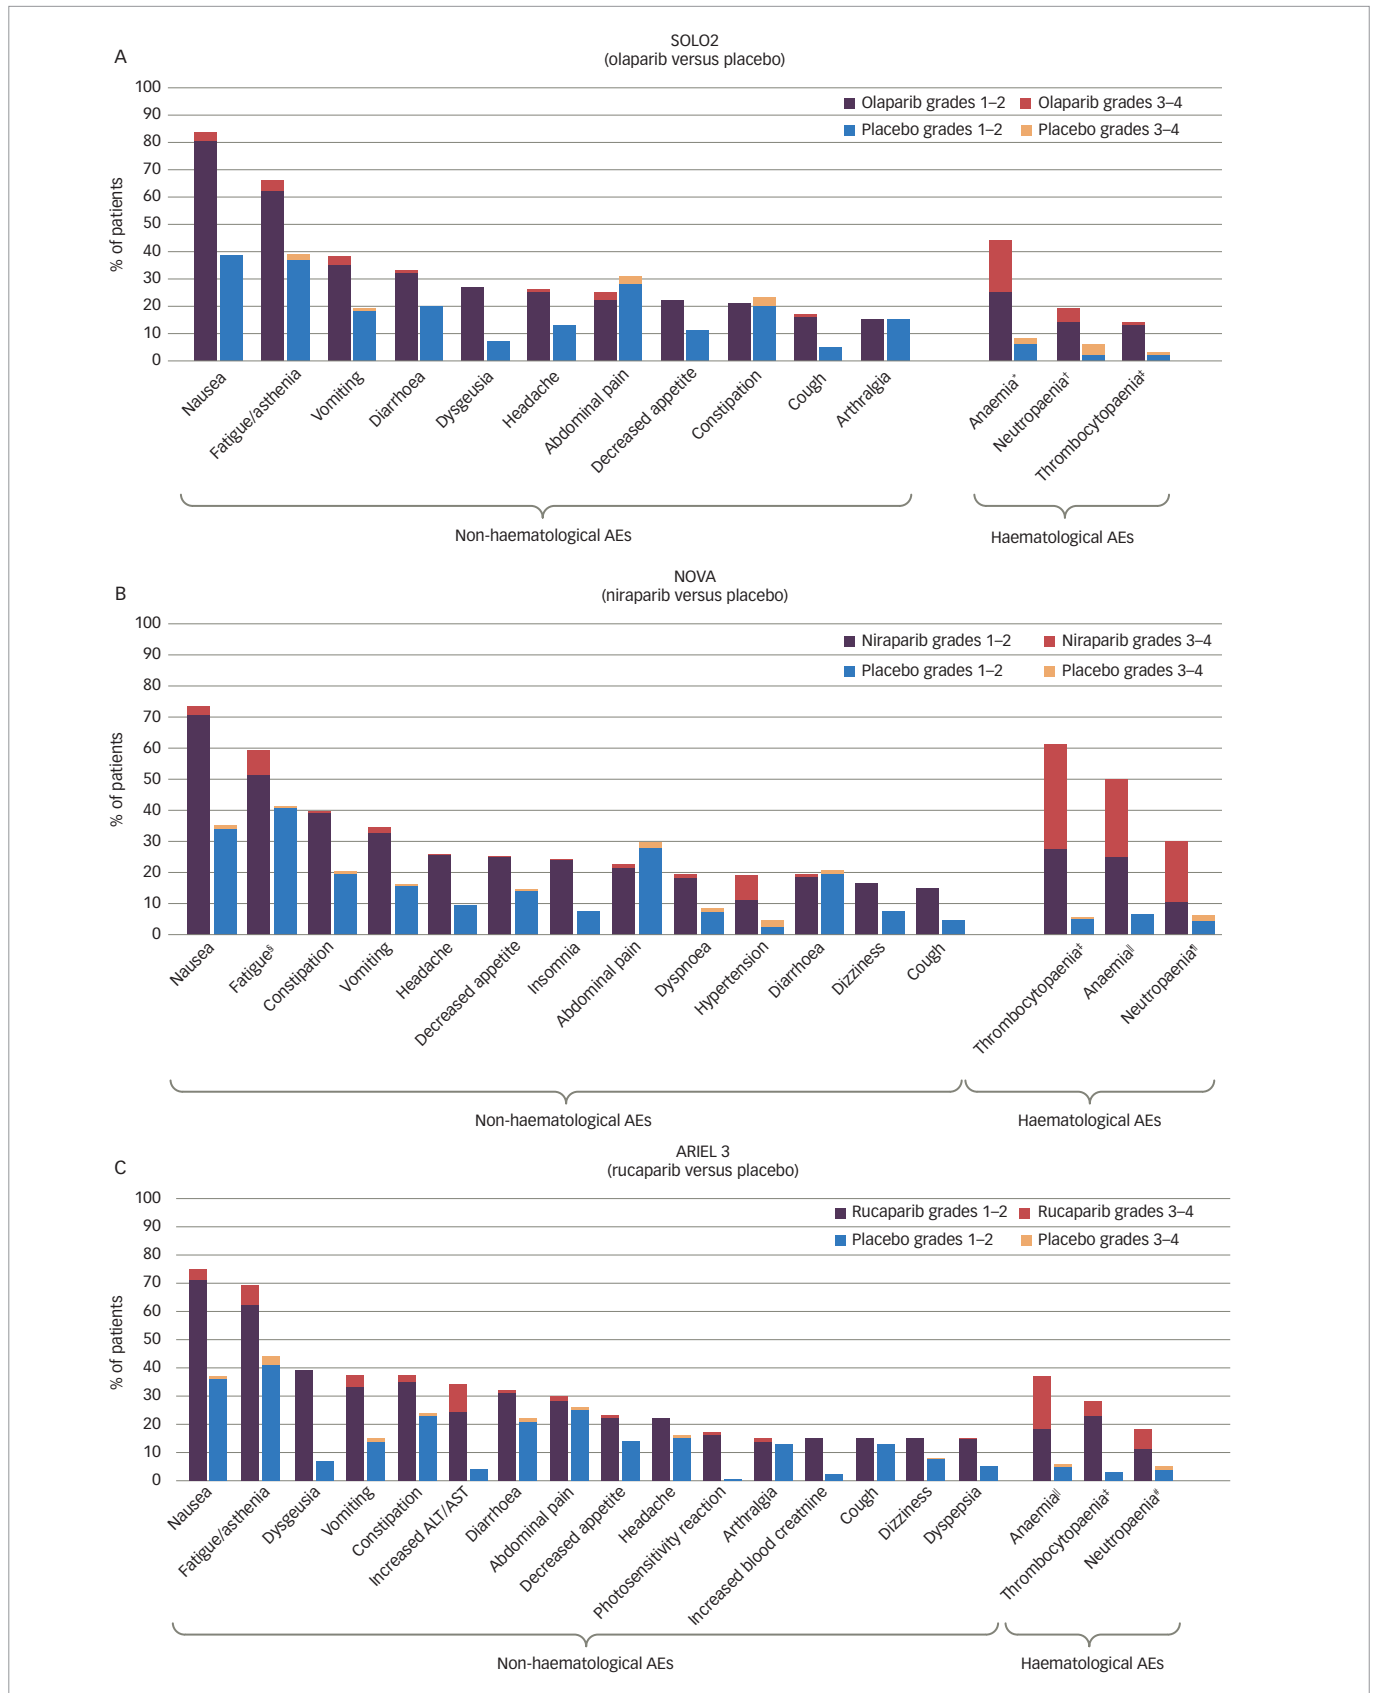 A
SOLO2
(olaparib versus placebo)
% of patients
100
90
80
70
60
50
40
30
20
10
0
Olaparib grades 1–2
Olaparib grades 3–4
Placebo grades 1–2
Placebo grades 3–4
Nausea
Fatigue/asthenia
Vomiting
Diarrhoea
Dysgeusia
Headache
Abdominal pain
Decreased appetite
Constipation
Cough
Arthralgia
Anaemia*
Neutropaenia†
Thrombocytopaenia‡
Non-haematological AEs
Haematological AEs
B
NOVA
(niraparib versus placebo)
% of patients
100
90
80
70
60
50
40
30
20
10
0
Niraparib grades 1–2
Niraparib grades 3–4
Placebo grades 1–2
Placebo grades 3–4
Nausea
Fatigue§
Constipation
Vomiting
Headache
Decreased appetite
Insomnia
Abdominal pain
Dyspnoea
Hypertension
Diarrhoea
Dizziness
Cough
Thrombocytopaenia‡
Anaemia||
Neutropaenia¶
Non-haematological AEs
Haematological AEs
C
ARIEL 3
(rucaparib versus placebo)
% of patients
100
90
80
70
60
50
40
30
20
10
0
Rucaparib grades 1–2
Rucaparib grades 3–4
Placebo grades 1–2
Placebo grades 3–4
Nausea
Fatigue/asthenia
Dysgeusia
Vomiting
Constipation
Increased ALT/AST
Diarrhoea
Abdominal pain
Decreased appetite
Headache
Photosensitivity reaction
Arthralgia
Increased blood creatnine
Cough
Dizziness
Dyspepsia
Anaemia||
Thrombocytopaenia‡
Neutropaenia#
Non-haematological AEs
Haematological AEs